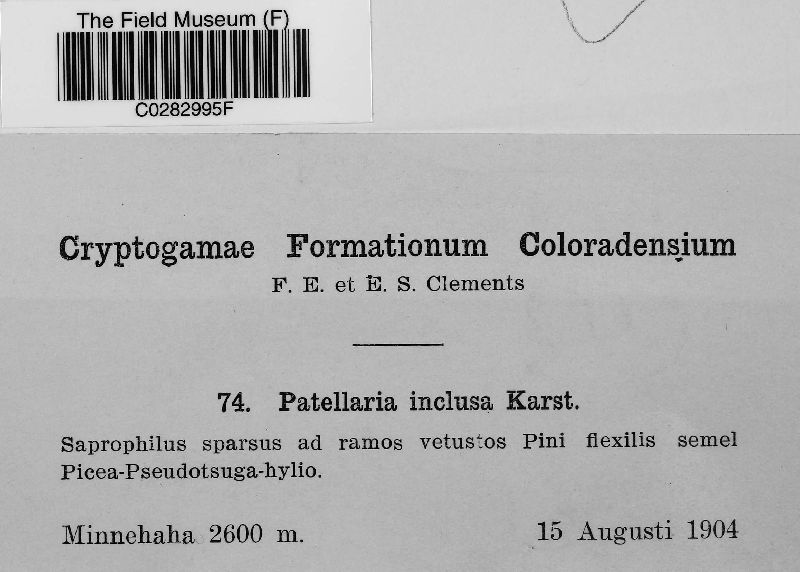 The Field Museum (F)
C0282995F
Cryptogamae Formationum Coloradensium
F. E. et E. S. Clements
74. Patellaria inclusa Karst.
Saprophilus sparsus ad ramos vetustos Pini flexilis semel
Picea-Pseudotsuga-hylio.
Minnehaha 2600 m.
15 Augusti 1904